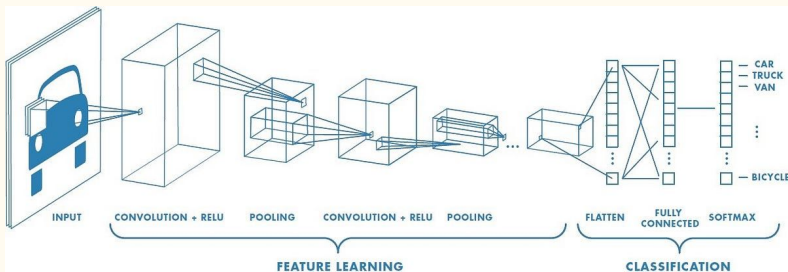 CAR
TRUCK
VAN
BICYCLE
INPUT
CONVOLUTION + RELU
POOLING
CONVOLUTION + RELU
POOLING
FLATTEN
FULLY
CONNECTED
SOFTMAX
FEATURE LEARNING
CLASSIFICATION